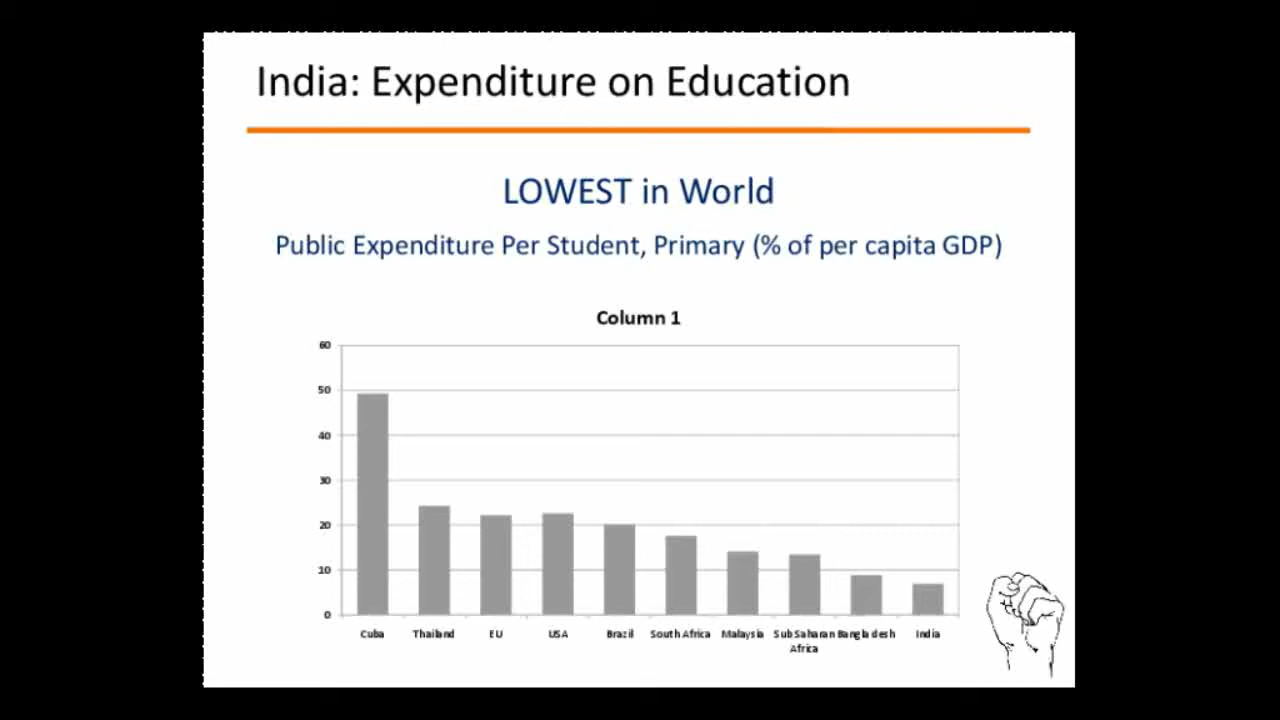 India: Expenditure on Education
LOWEST in World
Public Expenditure Per Student, Primary (% of per capita GDP)
Column 1
60
50
40
30
20
10
0
Cuba Thailand EU USA Brazil South Africa Malaysia Sub Saharan Bangladesh India
Africa